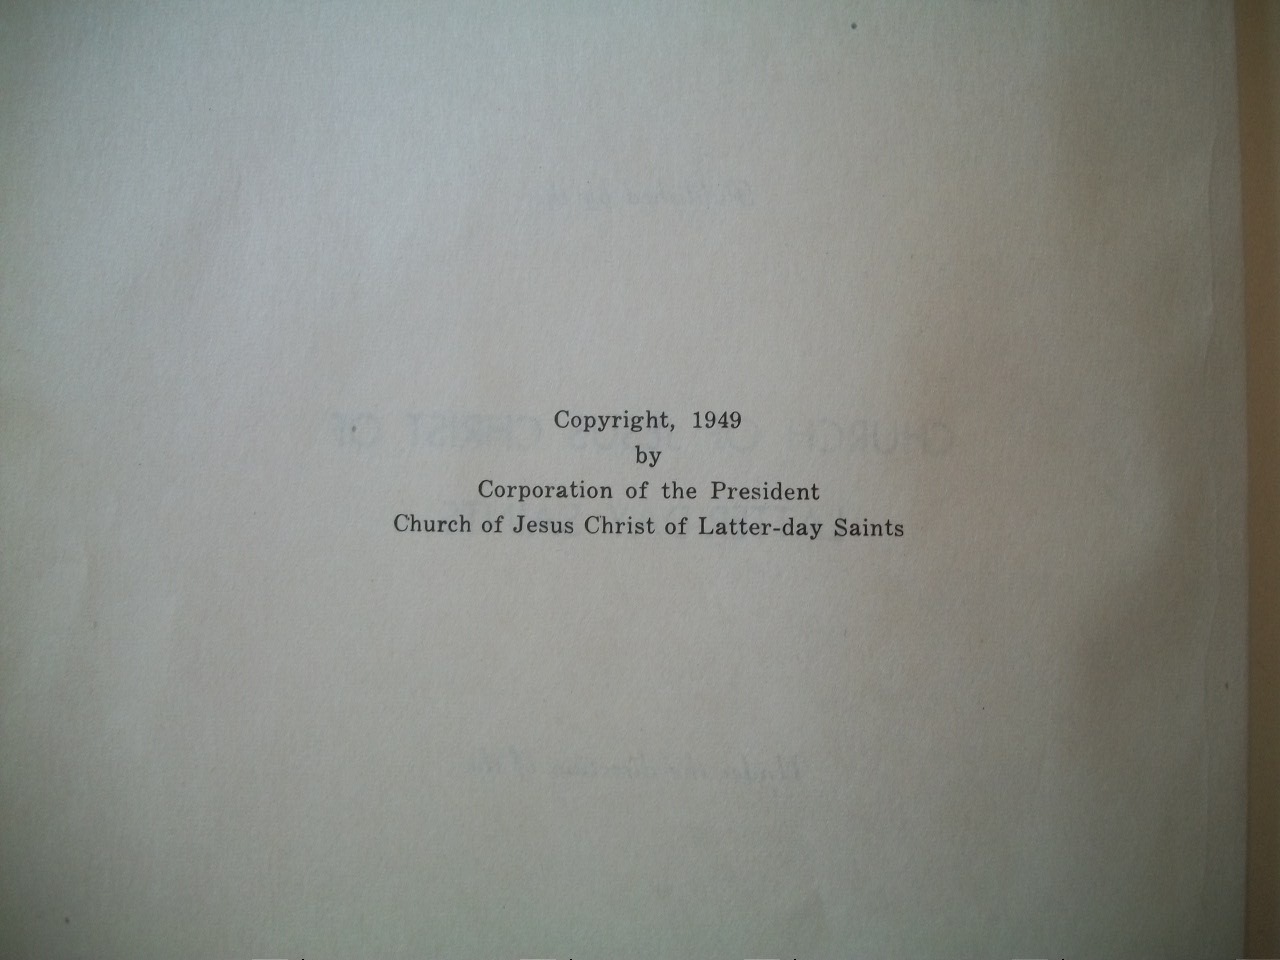 Copyright, 1949
by
Corporation of the President
Church of Jesus Christ of Latter-day Saints